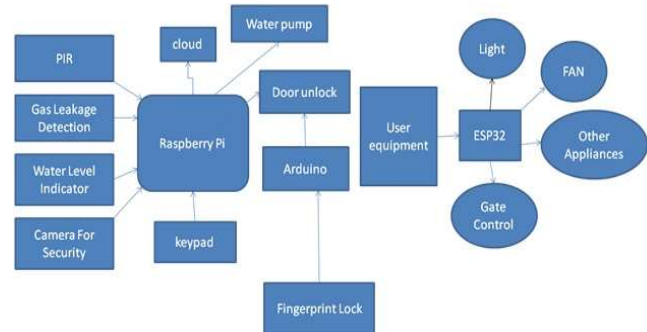 Water pump
cloud
Light
PIR
FAN
Gas Leakage
Detection
Door unlock
User
equipment
ESP32
Raspberry Pi
Other
Appliances
Water Level
Indicator
Arduino
Gate
Control
Camera For
Security
keypad
Fingerprint Lock